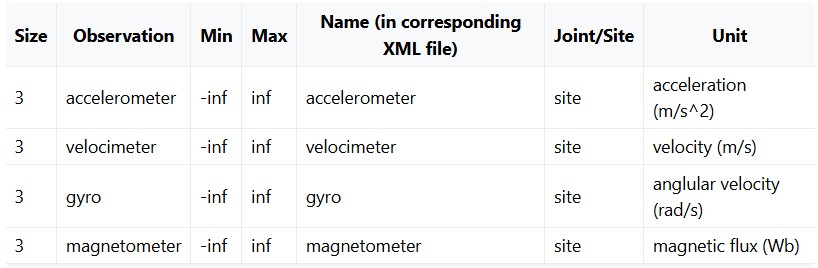 Size Observation Min Max Name (in corresponding XML file) Joint/Site Unit
3 accelerometer -inf inf accelerometer site acceleration (m/s^2)
3 velocimeter -inf inf velocimeter site velocity (m/s)
3 gyro -inf inf gyro site anglular velocity (rad/s)
3 magnetometer -inf inf magnetometer site magnetic flux (Wb)